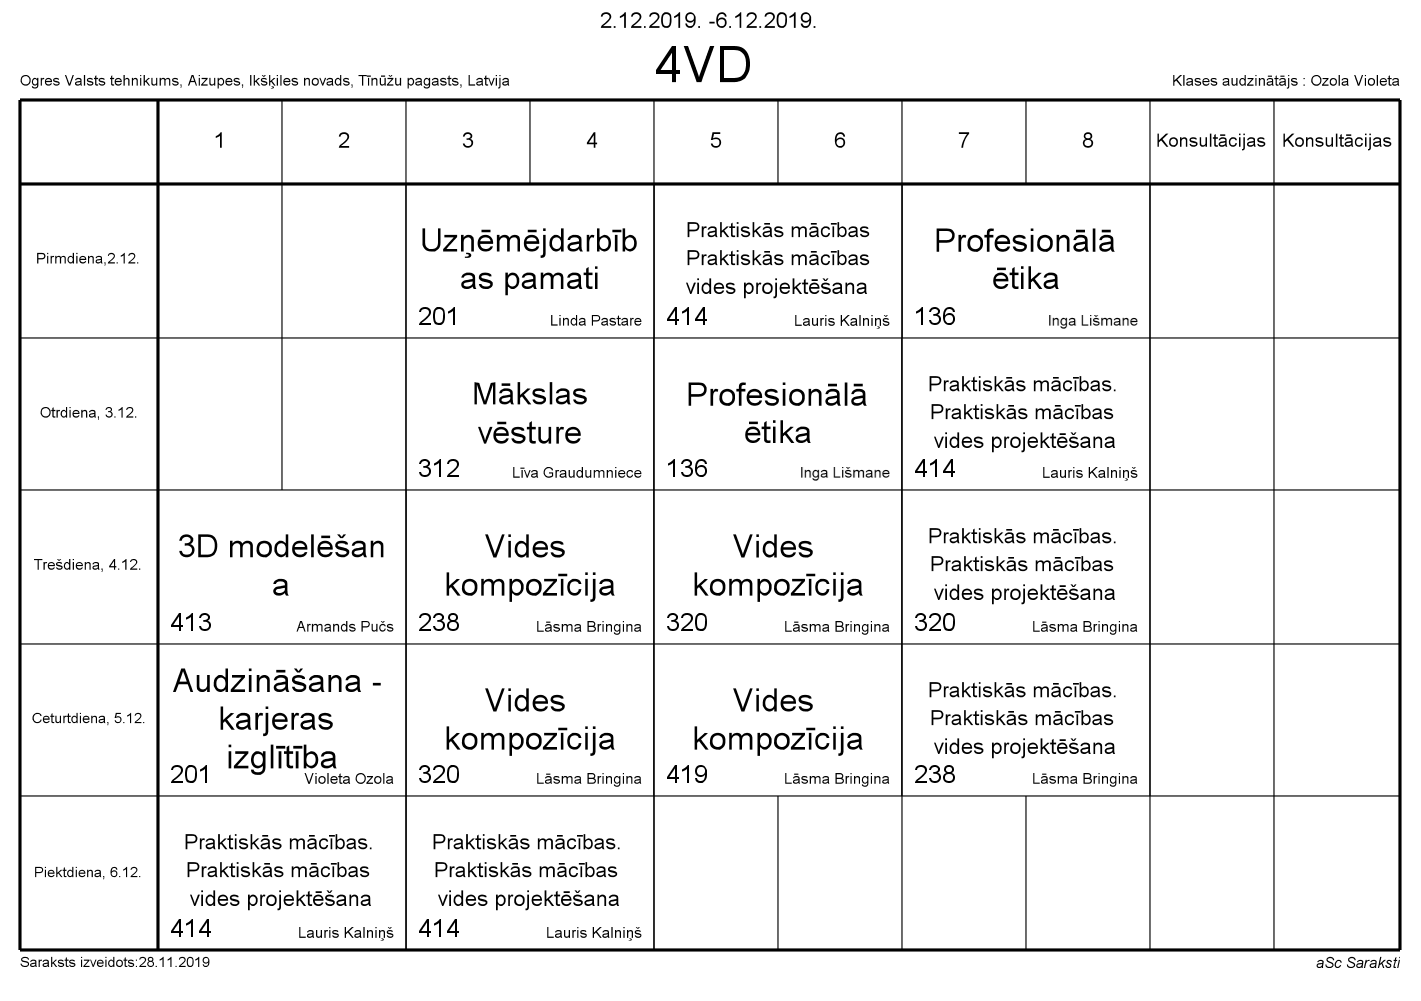 2.12.2019. -6.12.2019.
4VD
Ogres Valsts tehnikums, Aizupes, Ikšķiles novads, Tīnūžu pagasts, Latvija
Klases audzinātājs : Ozola Violeta
1 2 3 4 5 6 7 8 Konsultācijas Konsultācijas
Pirmdiena,2.12.
Uzņēmējdarbīb
as pamati
201 Linda Pastare
Praktiskās mācības
Praktiskās mācības
vides projektēšana
414 Lauris Kalniņš
Profesionālā
ētika
136 Inga Lišmane
Otrdiena, 3.12.
Mākslas
vēsture
312 Līva Graudumniece
Profesionālā
ētika
136 Inga Lišmane
Praktiskās mācības.
Praktiskās mācības
vides projektēšana
414 Lauris Kalniņš
Trešdiena, 4.12.
3D modelēšan
a
413 Armands Pučs
Vides
kompozīcija
238 Lāsma Bringina
Vides
kompozīcija
320 Lāsma Bringina
Praktiskās mācības.
Praktiskās mācības
vides projektēšana
320 Lāsma Bringina
Ceturtdiena, 5.12.
Audzināšana -
karjeras
izglītība
201 Violeta Ozola
Vides
kompozīcija
320 Lāsma Bringina
Vides
kompozīcija
419 Lāsma Bringina
Praktiskās mācības.
Praktiskās mācības
vides projektēšana
238 Lāsma Bringina
Piektdiena, 6.12.
Praktiskās mācības.
Praktiskās mācības
vides projektēšana
414 Lauris Kalniņš
Praktiskās mācības.
Praktiskās mācības
vides projektēšana
414 Lauris Kalniņš
Saraksts izveidots:28.11.2019
aSc Saraksti